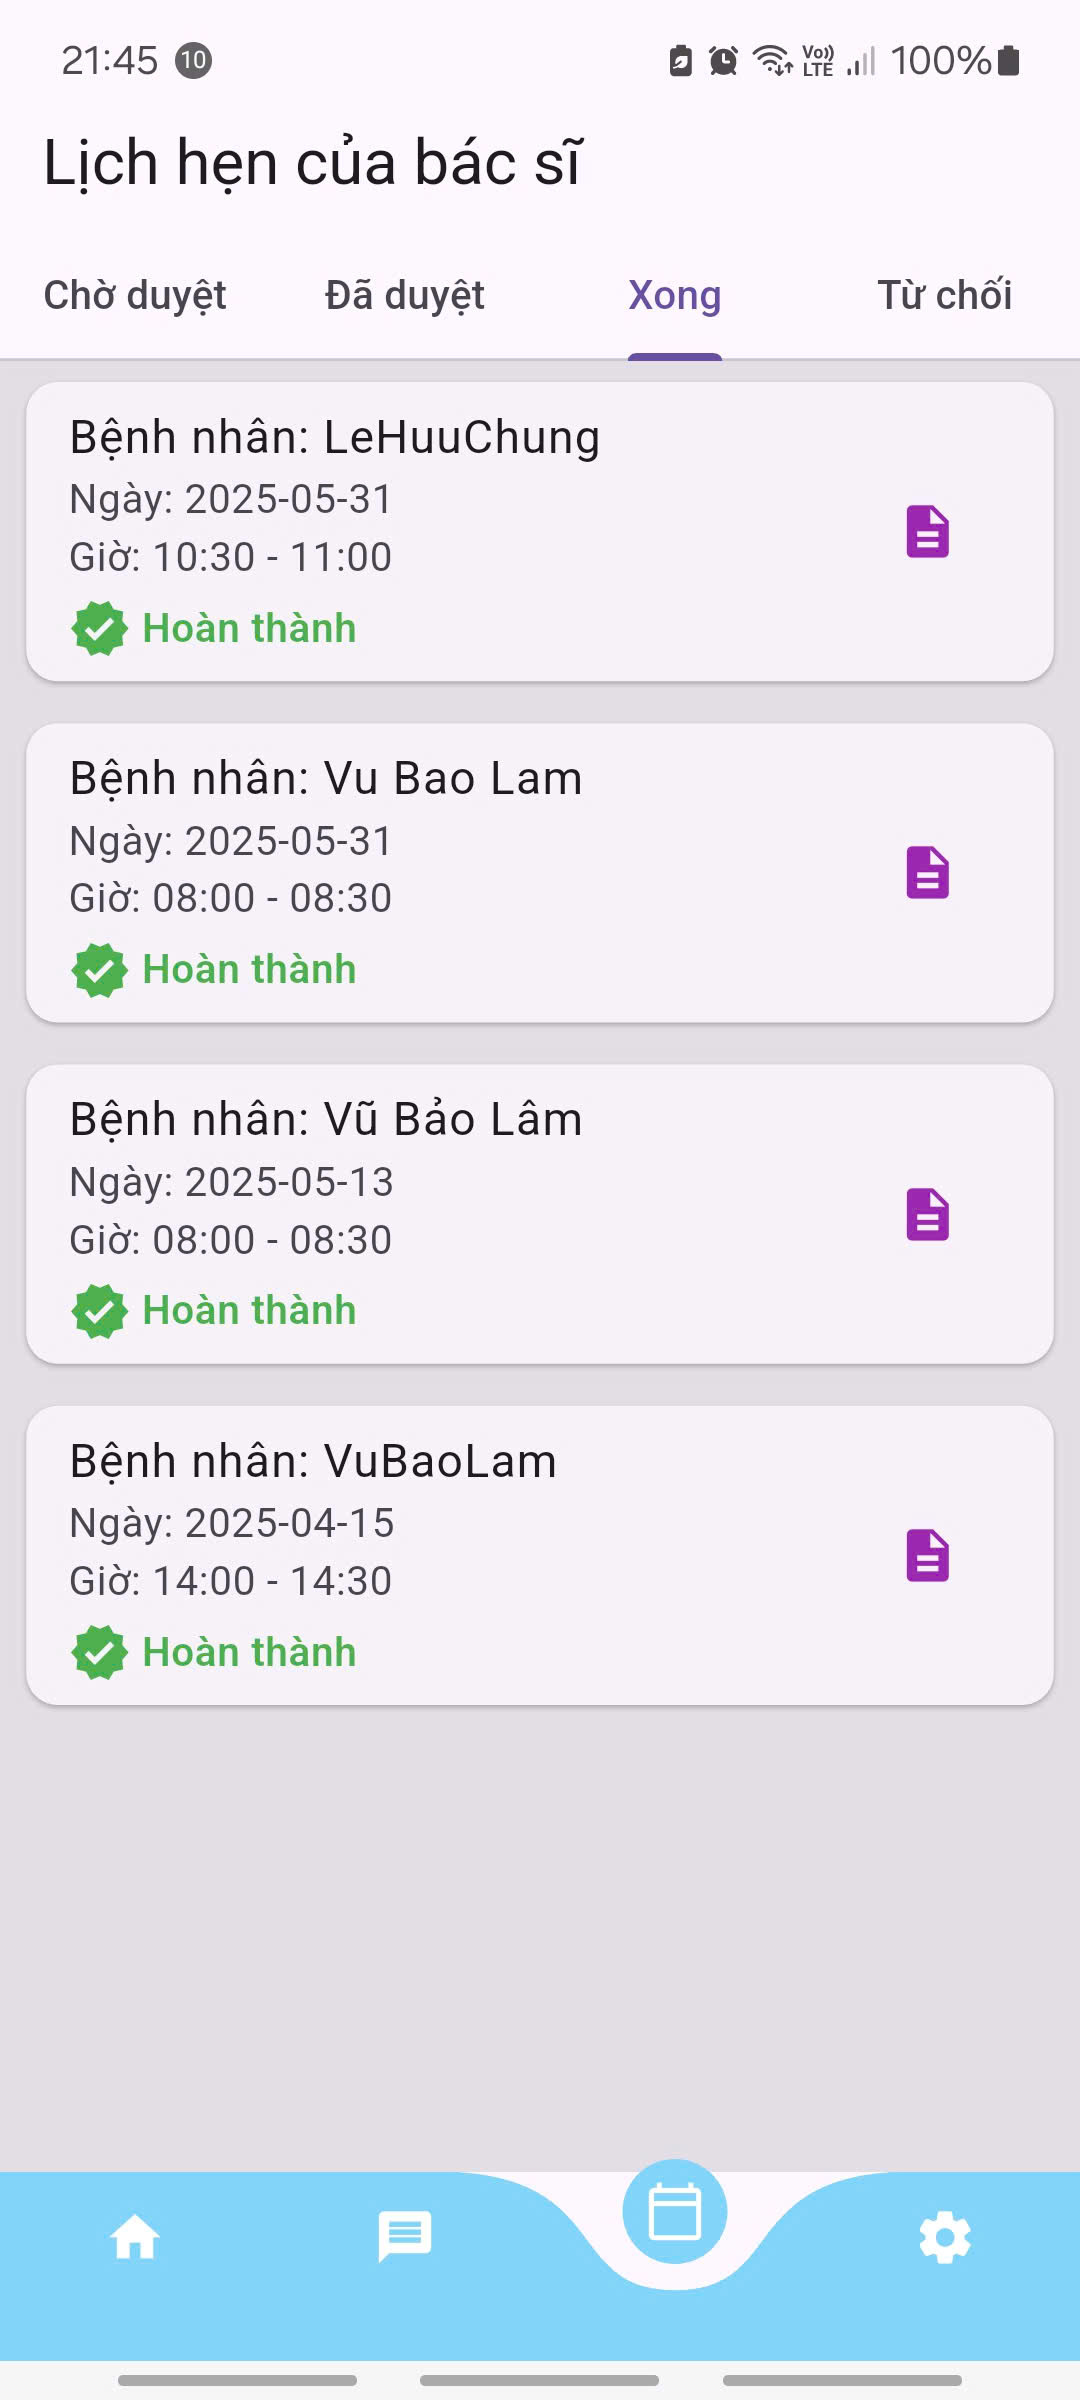 21:45 10 Vo)) LTE 100%
Lịch hẹn của bác sĩ
Chờ duyệt Đã duyệt Xong Từ chối
Bệnh nhân: LeHuuChung
Ngày: 2025-05-31
Giờ: 10:30 - 11:00
Hoàn thành
Bệnh nhân: Vu Bao Lam
Ngày: 2025-05-31
Giờ: 08:00 - 08:30
Hoàn thành
Bệnh nhân: Vũ Bảo Lâm
Ngày: 2025-05-13
Giờ: 08:00 - 08:30
Hoàn thành
Bệnh nhân: VuBaoLam
Ngày: 2025-04-15
Giờ: 14:00 - 14:30
Hoàn thành